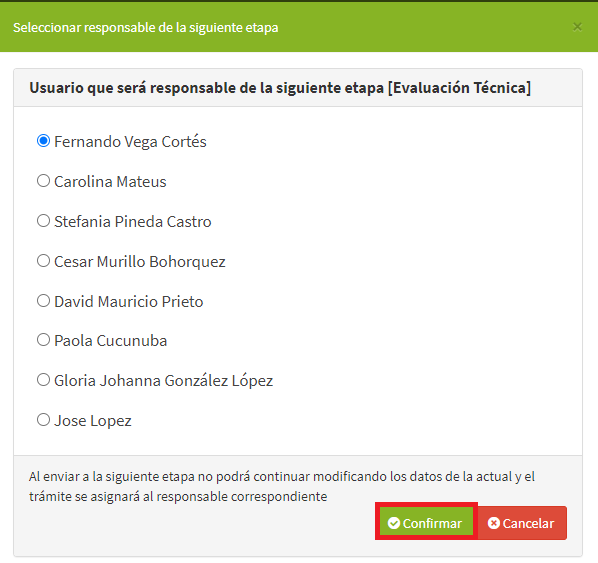 Seleccionar responsable de la siguiente etapa
×
Usuario que será responsable de la siguiente etapa [Evaluación Técnica]
Fernando Vega Cortés
Carolina Mateus
Stefania Pineda Castro
Cesar Murillo Bohorquez
David Mauricio Prieto
Paola Cucunuba
Gloria Johanna González López
Jose Lopez
Al enviar a la siguiente etapa no podrá continuar modificando los datos de la actual y el
trámite se asignará al responsable correspondiente
Confirmar
Cancelar